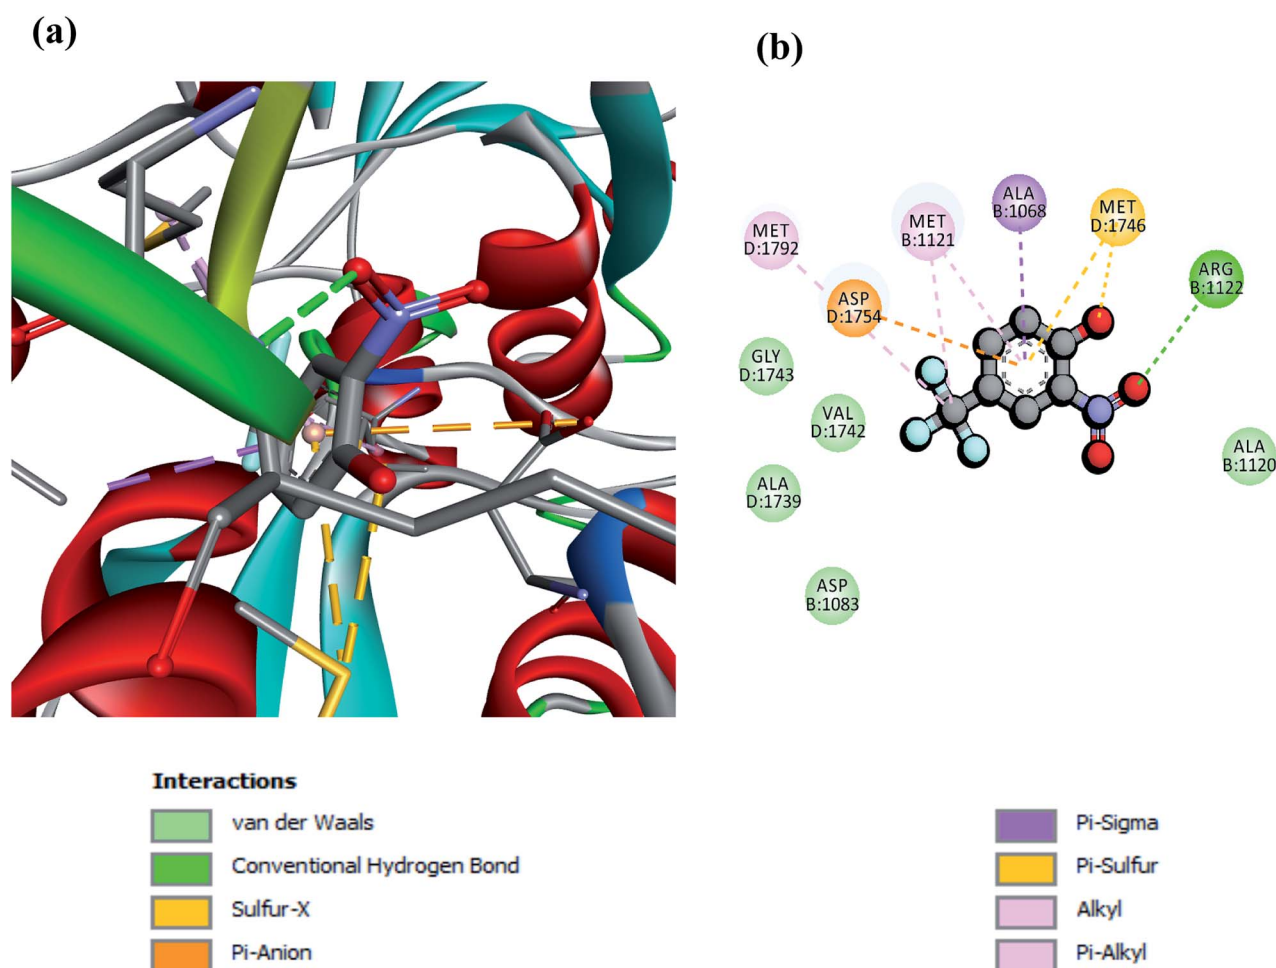 (a)
(b)
ALA
B:1068
MET
D:1746
MET
B:1121
MET
D:1792
ARG
B:1122
ASP
D:1754
GLY
D:1743
VAL
D:1742
ALA
B:1120
ALA
D:1739
ASP
B:1083
Interactions
van der Waals
Conventional Hydrogen Bond
Sulfur-X
Pi-Anion
Pi-Sigma
Pi-Sulfur
Alkyl
Pi-Alkyl